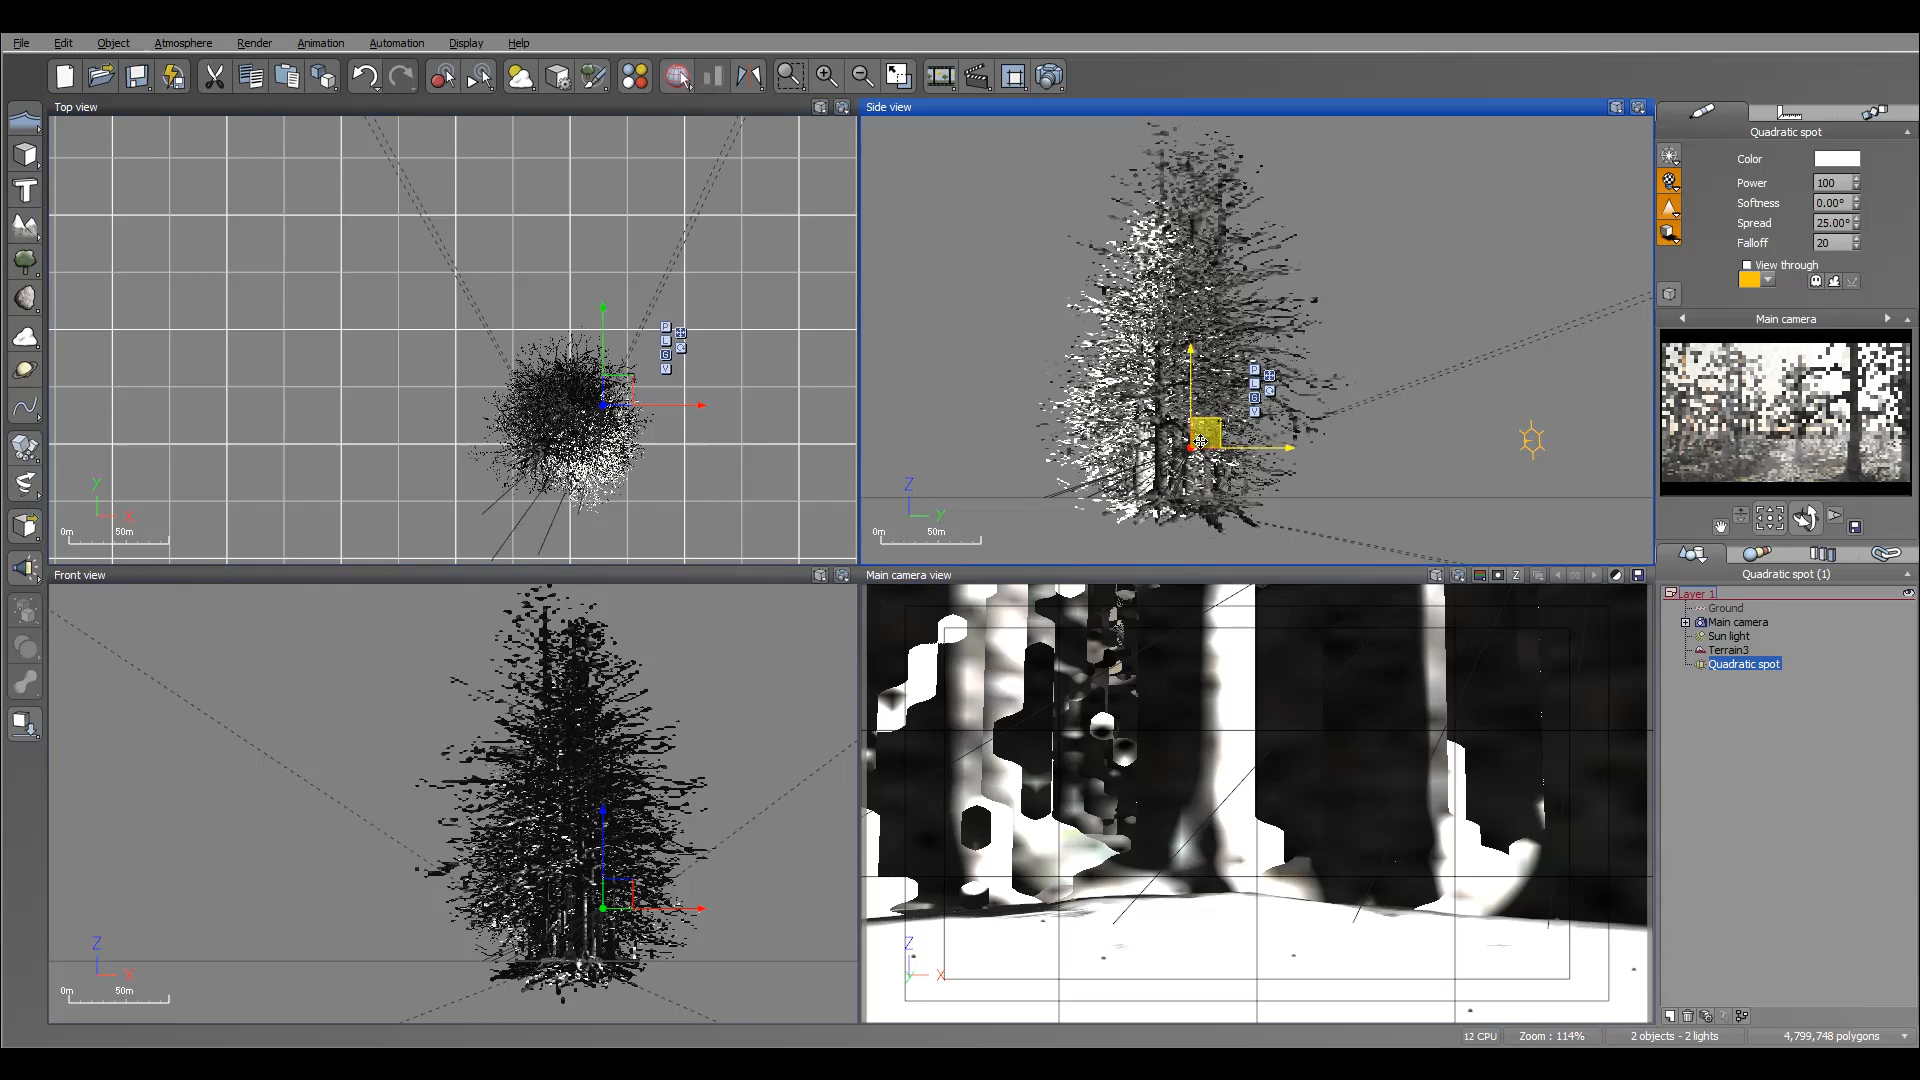 File Edit Object Atmosphere Render Animation Automation Display Help
Top view
Side view
Quadratic spot
Color
Power 100
Softness 0.00°
Spread 25.00°
Falloff 20
View through
Main camera
P
L
G
V
P
L
G
V
Y
X
0m 50m
Z
Y
0m 50m
Front view
Main camera view
Z
Quadratic spot (1)
Layer 1
Ground
Main camera
Sun light
Terrain3
Quadratic spot
Z
X
0m 50m
Z
Y
X
12 CPU Zoom : 114% 2 objects - 2 lights 4,799,748 polygons